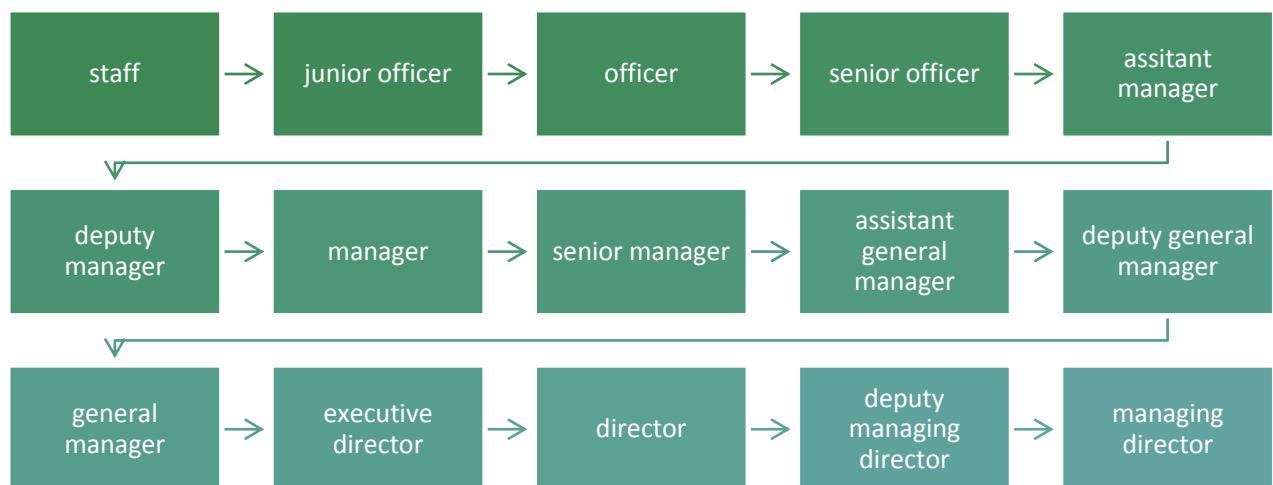 staff
junior officer
officer
senior officer
assitant
manager
deputy
manager
manager
senior manager
assistant
general
manager
deputy general
manager
general
manager
executive
director
director
deputy
managing
director
managing
director